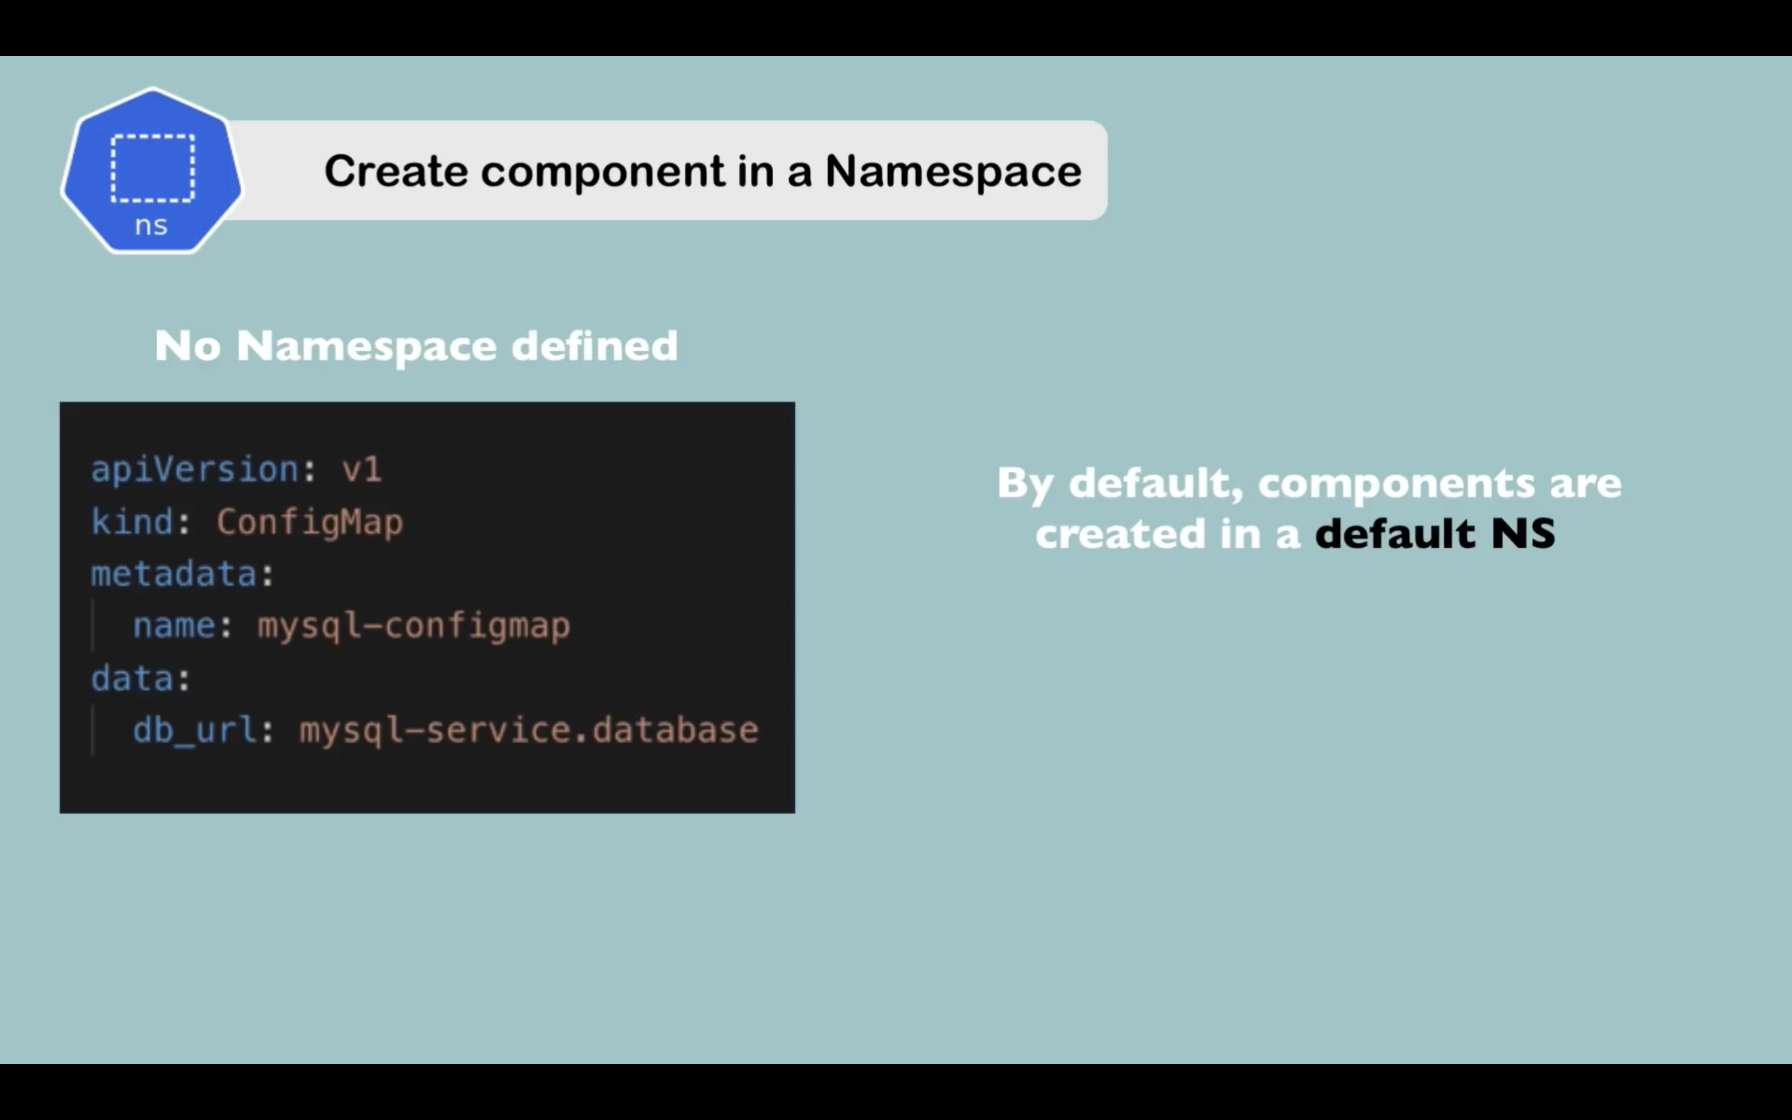 ns
Create component in a Namespace
No Namespace defined
apiVersion: v1
kind: ConfigMap
metadata:
  name: mysql-configmap
data:
  db_url: mysql-service.database
By default, components are
created in a default NS